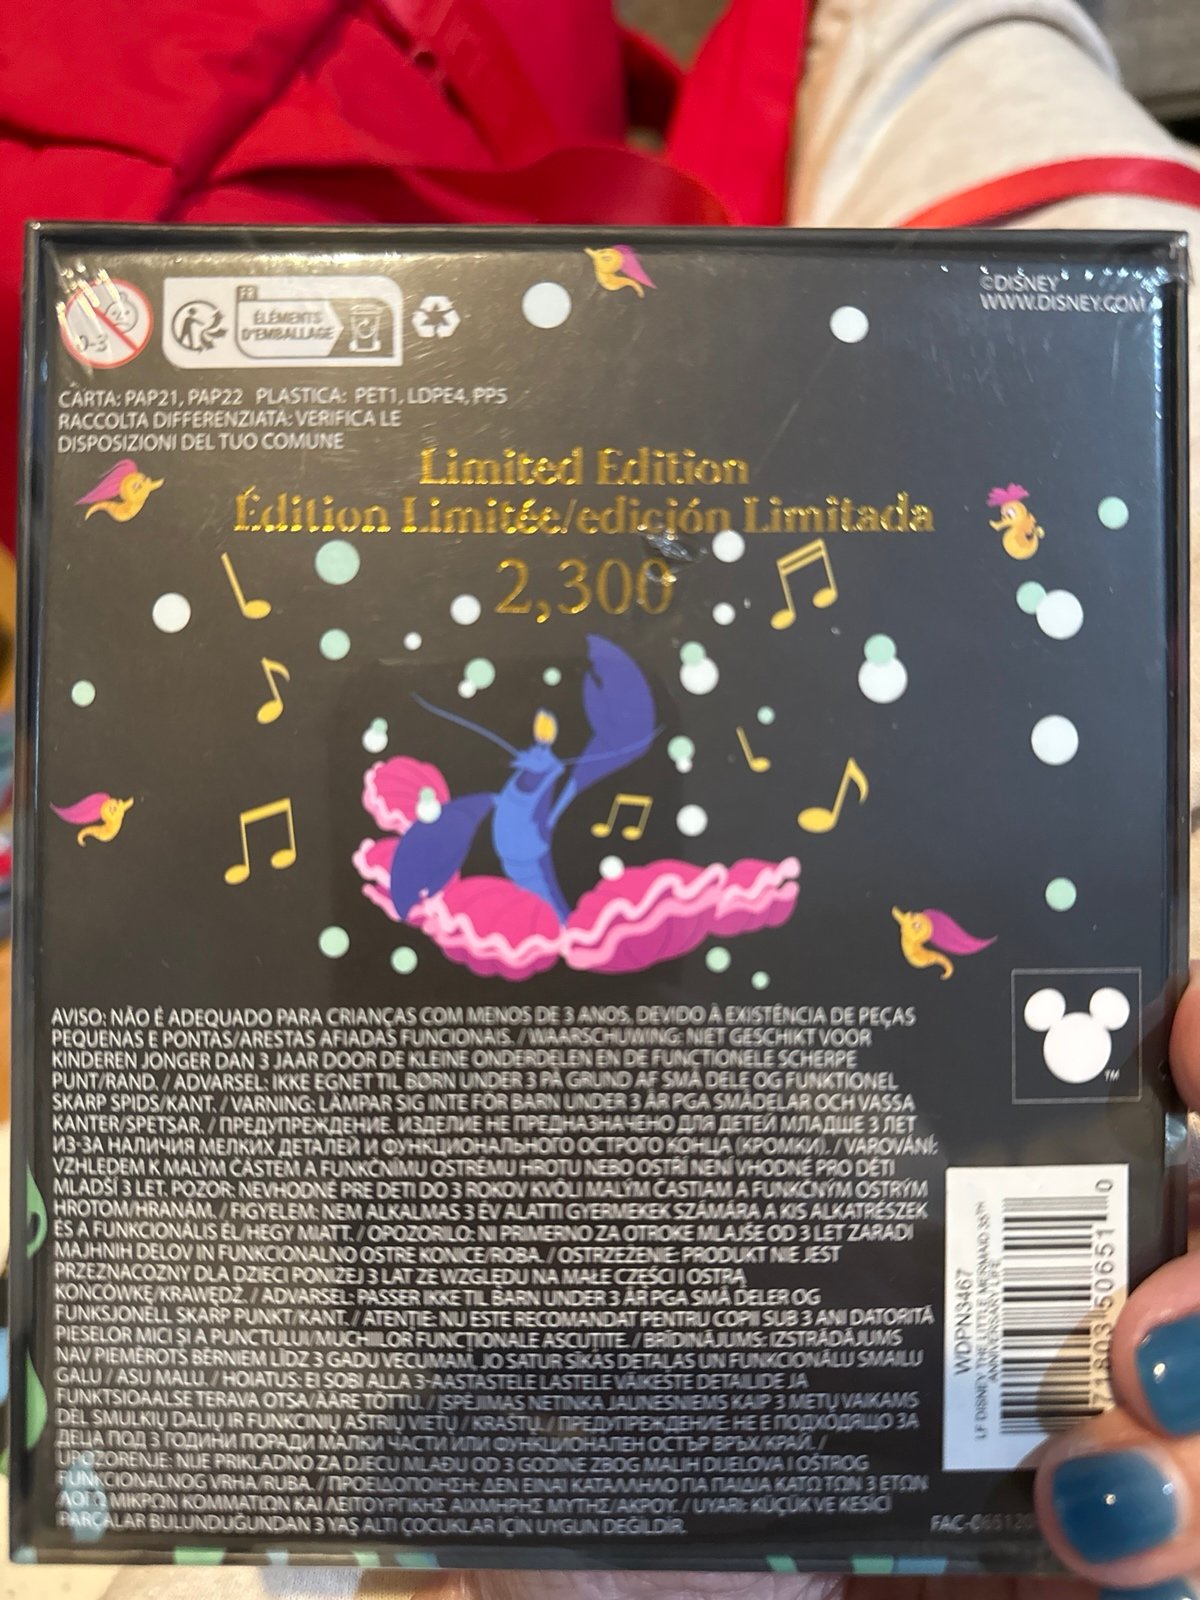 ©DISNEY
WWW.DISNEY.COM
0-3
FR
ÉLÉMENTS
D'EMBALLAGE
CARTA: PAP21, PAP22 PLASTICA: PET1, LDPE4, PP5
RACCOLTA DIFFERENZIATA: VERIFICA LE
DISPOSIZIONI DEL TUO COMUNE
Limited Edition
Édition Limitée/edición Limitada
2,300
AVISO: NÃO É ADEQUADO PARA CRIANÇAS COM MENOS DE 3 ANOS, DEVIDO À EXISTÊNCIA DE PEÇAS
PEQUENAS E PONTAS/ARESTAS AFIADAS FUNCIONAIS. / WAARSCHUWING: NIET GESCHIKT VOOR
KINDEREN JONGER DAN 3 JAAR DOOR DE KLEINE ONDERDELEN EN DE FUNCTIONELE SCHERPE
PUNT/RAND. / ADVARSEL: IKKE EGNET TIL BØRN UNDER 3 PÅ GRUND AF SMÅ DELE OG FUNKTIONEL
SKARP SPIDS/KANT. / VARNING: LÄMPAR SIG INTE FÖR BARN UNDER 3 ÅR PGA SMÅDELAR OCH VASSA
KANTER/SPETSAR. / ПРЕДУПРЕЖДЕНИЕ. ИЗДЕЛИЕ НЕ ПРЕДНАЗНАЧЕНО ДЛЯ ДЕТЕЙ МЛАДШЕ 3 ЛЕТ
ИЗ-ЗА НАЛИЧИЯ МЕЛКИХ ДЕТАЛЕЙ И ФУНКЦИОНАЛЬНОГО ОСТРОГО КОНЦА (КРОМКИ). / VAROVÁNÍ:
VZHLEDEM K MALÝM ČÁSTEM A FUNKČNÍMU OSTRÉMU HROTU NEBO OSTŘÍ NENÍ VHODNÉ PRO DĚTI
MLADŠÍ 3 LET. POZOR: NEVHODNÉ PRE DETI DO 3 ROKOV KVÔLI MALÝM ČASTIAM A FUNKČNÝM OSTRÝM
HROTOM/HRANÁM. / FIGYELEM: NEM ALKALMAS 3 ÉV ALATTI GYERMEKEK SZÁMÁRA A KIS ALKATRÉSZEK
ÉS A FUNKCIONÁLIS ÉL/HEGY MIATT. / OPOZORILO: NI PRIMERNO ZA OTROKE MLAJŠE OD 3 LET ZARADI
MAJHNIH DELOV IN FUNKCIONALNO OSTRE KONICE/ROBA. / OSTRZEŻENIE: PRODUKT NIE JEST
PRZEZNACZONY DLA DZIECI PONIŻEJ 3 LAT ZE WZGLĘDU NA MAŁE CZĘŚCI I OSTRĄ
KOŃCÓWKĘ/KRAWĘDŹ. / ADVARSEL: PASSER IKKE TIL BARN UNDER 3 ÅR PGA SMÅ DELER OG
FUNKSJONELL SKARP PUNKT/KANT. / ATENȚIE: NU ESTE RECOMANDAT PENTRU COPII SUB 3 ANI DATORITĂ
PIESELOR MICI ȘI A PUNCTULUI/MUCHIILOR FUNCȚIONALE ASCUȚITE. / BRĪDINĀJUMS: IZSTRĀDĀJUMS
NAV PIEMĒROTS BĒRNIEM LĪDZ 3 GADU VECUMAM, JO SATUR SĪKAS DETAĻAS UN FUNKCIONĀLU SMAILU
GALU / ASU MALU. / HOIATUS: EI SOBI ALLA 3-AASTASTELE LASTELE VÄIKESTE DETAILIDE JA
FUNKTSIOAALSE TERAVA OTSA/ÄÄRE TÕTTU. / ĮSPĖJIMAS NETINKA JAUNESNIEMS KAIP 3 METŲ VAIKAMS
DĖL SMULKIŲ DALIŲ IR FUNKCINIŲ AŠTRIŲ VIETŲ / KRAŠTŲ. / ПРЕДУПРЕЖДЕНИЕ: НЕ Е ПОДХОДЯЩО ЗА
ДЕЦА ПОД 3 ГОДИНИ ПОРАДИ МАЛКИ ЧАСТИ ИЛИ ФУНКЦИОНАЛЕН ОСТЪР ВРЪХ/КРАЙ. /
UPOZORENJE: NIJE PRIKLADNO ZA DJECU MLAĐU OD 3 GODINE ZBOG MALIH DIJELOVA I OŠTROG
FUNKCIONALNOG VRHA/RUBA. / ΠΡΟΕΙΔΟΠΟΙΗΣΗ: ΔΕΝ ΕΙΝΑΙ ΚΑΤΑΛΛΗΛΟ ΓΙΑ ΠΑΙΔΙΑ ΚΑΤΩ ΤΩΝ 3 ΕΤΩΝ
ΛΟΓΩ ΜΙΚΡΩΝ ΚΟΜΜΑΤΙΩΝ ΚΑΙ ΛΕΙΤΟΥΡΓΙΚΗΣ ΑΙΧΜΗΡΗΣ ΜΥΤΗΣ/ΑΚΡΟΥ. / UYARI: KÜÇÜK VE KESİCİ
PARÇALAR BULUNDUĞUNDAN 3 YAŞ ALTI ÇOCUKLAR İÇİN UYGUN DEĞİLDİR.
TM
WDPN3467
LF DISNEY THE LITTLE MERMAID 35TH
ANNIVERSARY LIFE